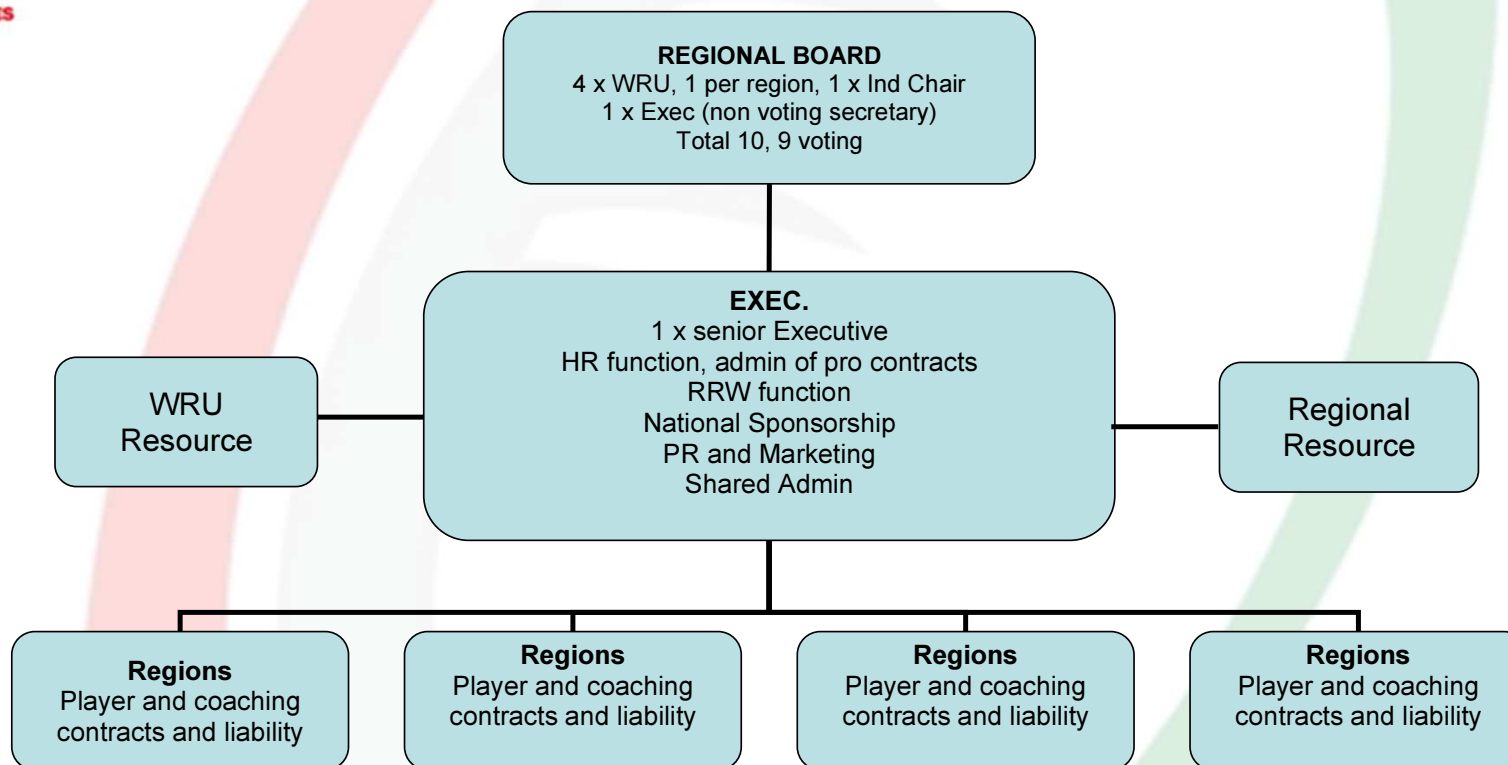 REGIONAL BOARD
4 x WRU, 1 per region, 1 x Ind Chair
1 x Exec (non voting secretary)
Total 10, 9 voting
EXEC.
1 x senior Executive
HR function, admin of pro contracts
RRW function
National Sponsorship
PR and Marketing
Shared Admin
WRU
Resource
Regional
Resource
Regions
Player and coaching
contracts and liability
Regions
Player and coaching
contracts and liability
Regions
Player and coaching
contracts and liability
Regions
Player and coaching
contracts and liability